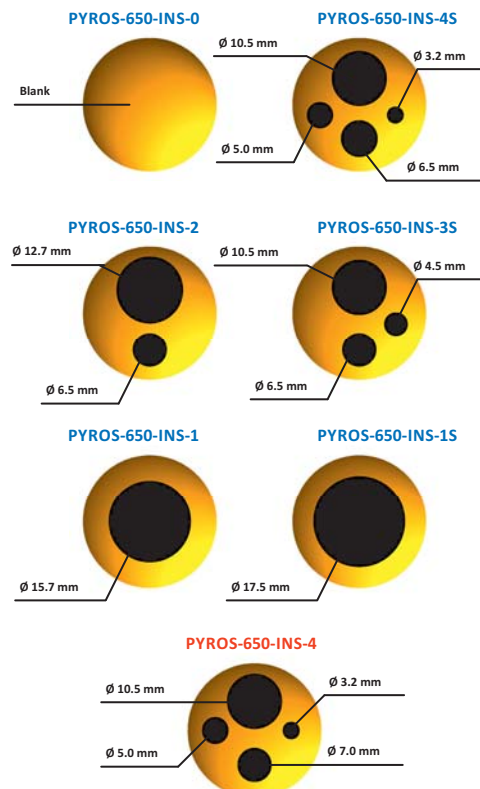 PYROS-650-INS-0
Blank
PYROS-650-INS-4S
Ø 10.5 mm
Ø 3.2 mm
Ø 5.0 mm
Ø 6.5 mm
PYROS-650-INS-2
Ø 12.7 mm
Ø 6.5 mm
PYROS-650-INS-3S
Ø 10.5 mm
Ø 4.5 mm
Ø 6.5 mm
PYROS-650-INS-1
Ø 15.7 mm
PYROS-650-INS-1S
Ø 17.5 mm
PYROS-650-INS-4
Ø 10.5 mm
Ø 3.2 mm
Ø 5.0 mm
Ø 7.0 mm